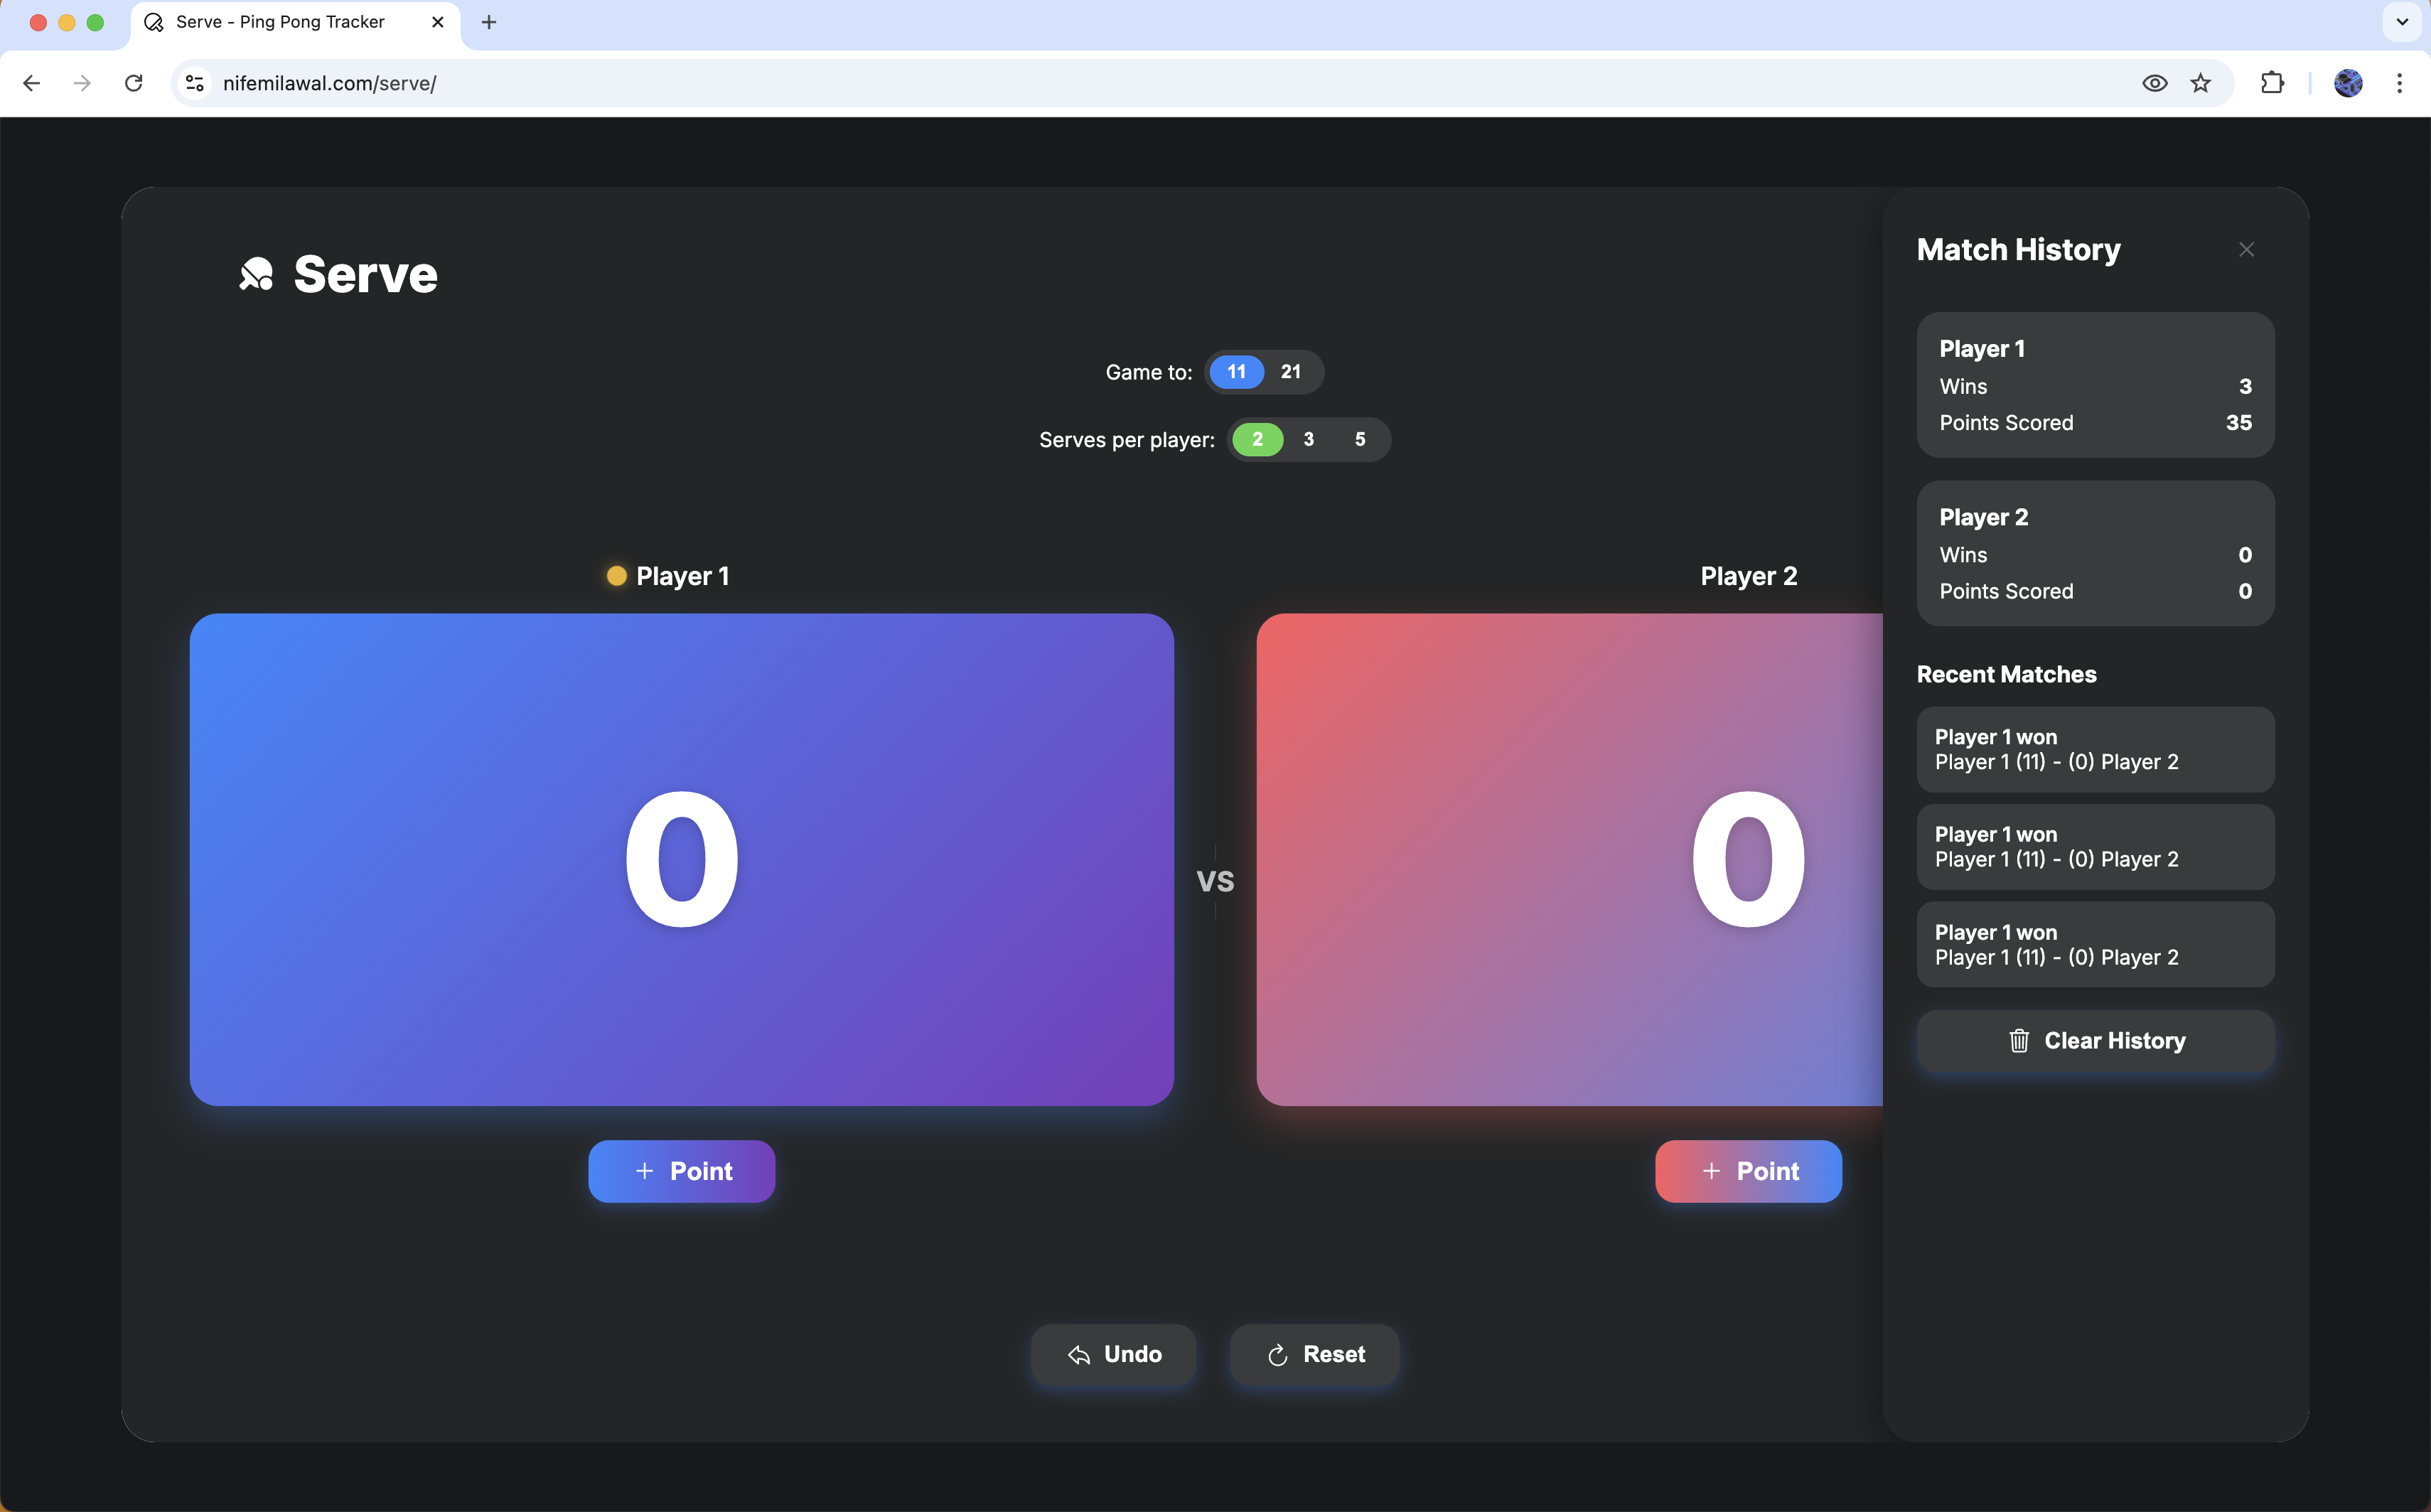 Serve - Ping Pong Tracker
nifemilawal.com/serve/
Serve
Game to: 11 21
Serves per player: 2 3 5
Player 1
0
Point
VS
Player 2
0
Point
Undo
Reset
Match History
Player 1
Wins 3
Points Scored 35
Player 2
Wins 0
Points Scored 0
Recent Matches
Player 1 won
Player 1 (11) - (0) Player 2
Player 1 won
Player 1 (11) - (0) Player 2
Player 1 won
Player 1 (11) - (0) Player 2
Clear History